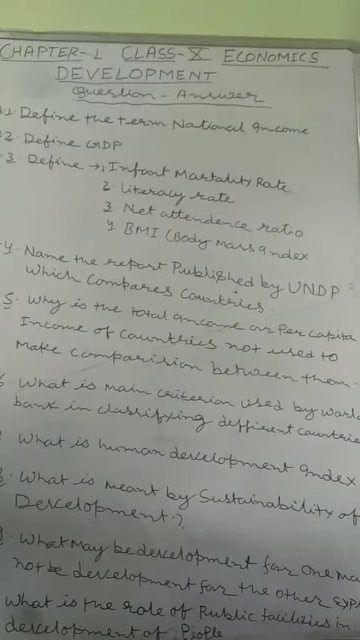 CHAPTER-1 CLASS-X ECONOMICS
DEVELOPMENT
Question-Answer
1. Define the term National Income
2. Define GDP
3. Define → 1. Infant Martality Rate
2. Literacy rate
3. Net attendence ratio
4. BMI (Body Mass Index
4. Name the report Published by UNDP
which compares countries.
5. Why is the total Income or Per capita
Income of countries not used to
make comparision between them.
What is main criterion used by World
bank in classifying different countries
What is human development Index
What is meant by Sustainability of
Development?
What may be development for one ma
not be development for the other exp
What is the role of Public facilities in
development of People